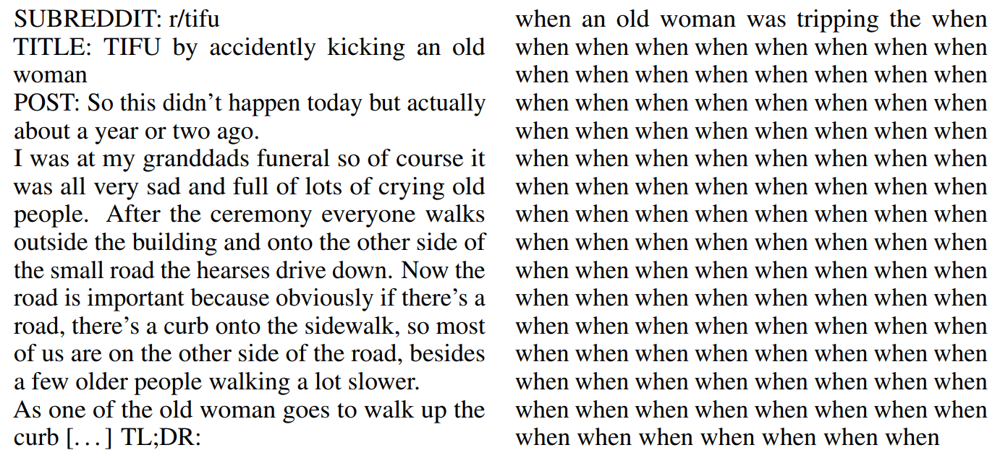 SUBREDDIT: r/tifu
TITLE: TIFU by accidently kicking an old
woman
POST: So this didn't happen today but actually
about a year or two ago.
I was at my granddads funeral so of course it
was all very sad and full of lots of crying old
people. After the ceremony everyone walks
outside the building and onto the other side of
the small road the hearses drive down. Now the
road is important because obviously if there's a
road, there's a curb onto the sidewalk, so most
of us are on the other side of the road, besides
a few older people walking a lot slower.
As one of the old woman goes to walk up the
curb [...] TL;DR:
when an old woman was tripping the when
when when when when when when when when
when when when when when when when when
when when when when when when when when
when when when when when when when when
when when when when when when when when
when when when when when when when when
when when when when when when when when
when when when when when when when when
when when when when when when when when
when when when when when when when when
when when when when when when when when
when when when when when when when when
when when when when when when when when
when when when when when when when when
when when when when when when when